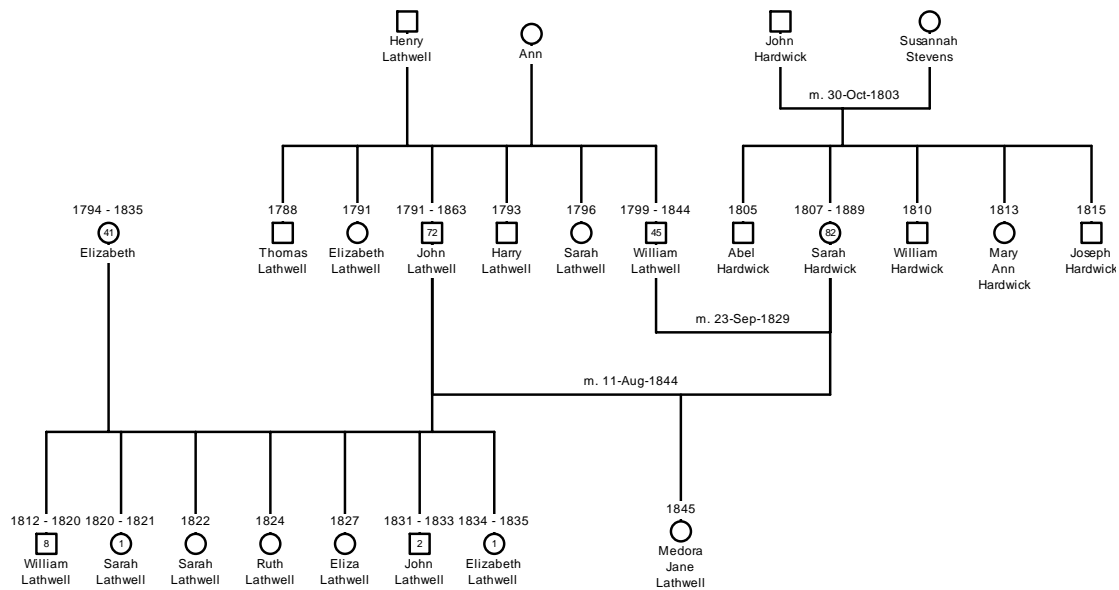 Henry
Lathwell
Ann
John
Hardwick
Susannah
Stevens
m. 30-Oct-1803
1794 - 1835
41
Elizabeth
1788
Thomas
Lathwell
1791
Elizabeth
Lathwell
1791 - 1863
72
John
Lathwell
1793
Harry
Lathwell
1796
Sarah
Lathwell
1799 - 1844
45
William
Lathwell
1805
Abel
Hardwick
1807 - 1889
82
Sarah
Hardwick
1810
William
Hardwick
1813
Mary
Ann
Hardwick
1815
Joseph
Hardwick
m. 23-Sep-1829
m. 11-Aug-1844
1812 - 1820
8
William
Lathwell
1820 - 1821
1
Sarah
Lathwell
1822
Sarah
Lathwell
1824
Ruth
Lathwell
1827
Eliza
Lathwell
1831 - 1833
2
John
Lathwell
1834 - 1835
1
Elizabeth
Lathwell
1845
Medora
Jane
Lathwell